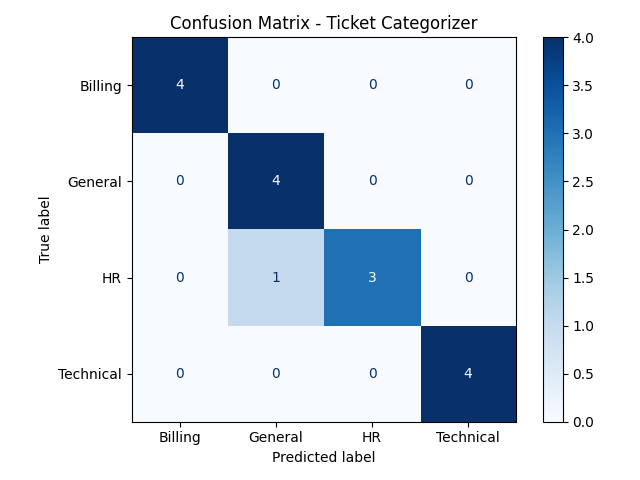 Confusion Matrix - Ticket Categorizer
True label
Billing 4 0 0 0
General 0 4 0 0
HR 0 1 3 0
Technical 0 0 0 4
Billing General HR Technical
Predicted label
4.0
3.5
3.0
2.5
2.0
1.5
1.0
0.5
0.0